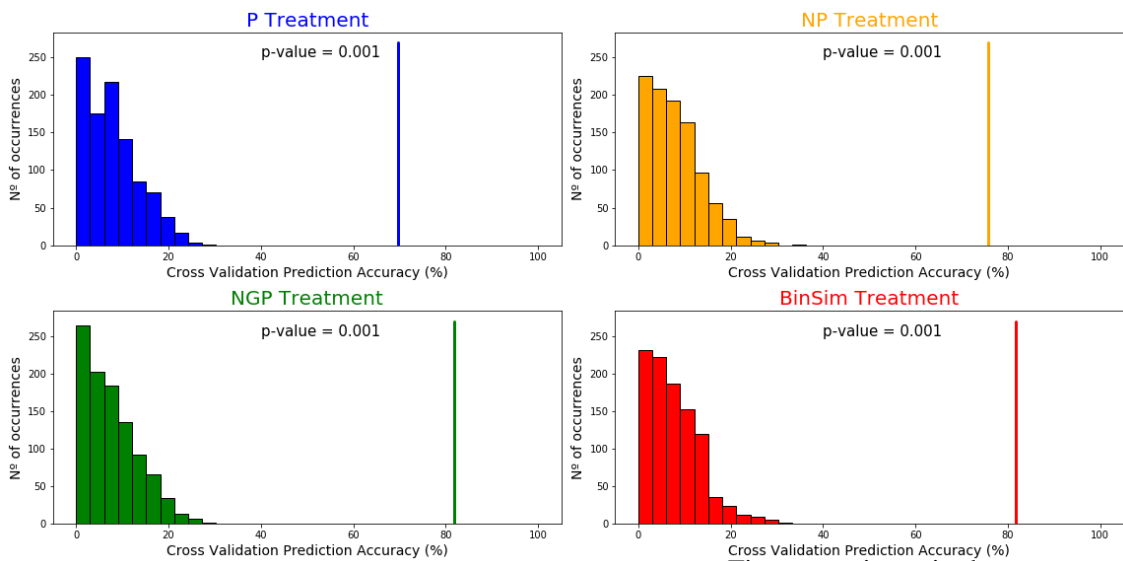 P Treatment
p-value = 0.001
Nº of occurrences
250
200
150
100
50
0
0 20 40 60 80 100
Cross Validation Prediction Accuracy (%)
NP Treatment
p-value = 0.001
Nº of occurrences
250
200
150
100
50
0
0 20 40 60 80 100
Cross Validation Prediction Accuracy (%)
NGP Treatment
p-value = 0.001
Nº of occurrences
250
200
150
100
50
0
0 20 40 60 80 100
Cross Validation Prediction Accuracy (%)
BinSim Treatment
p-value = 0.001
Nº of occurrences
250
200
150
100
50
0
0 20 40 60 80 100
Cross Validation Prediction Accuracy (%)